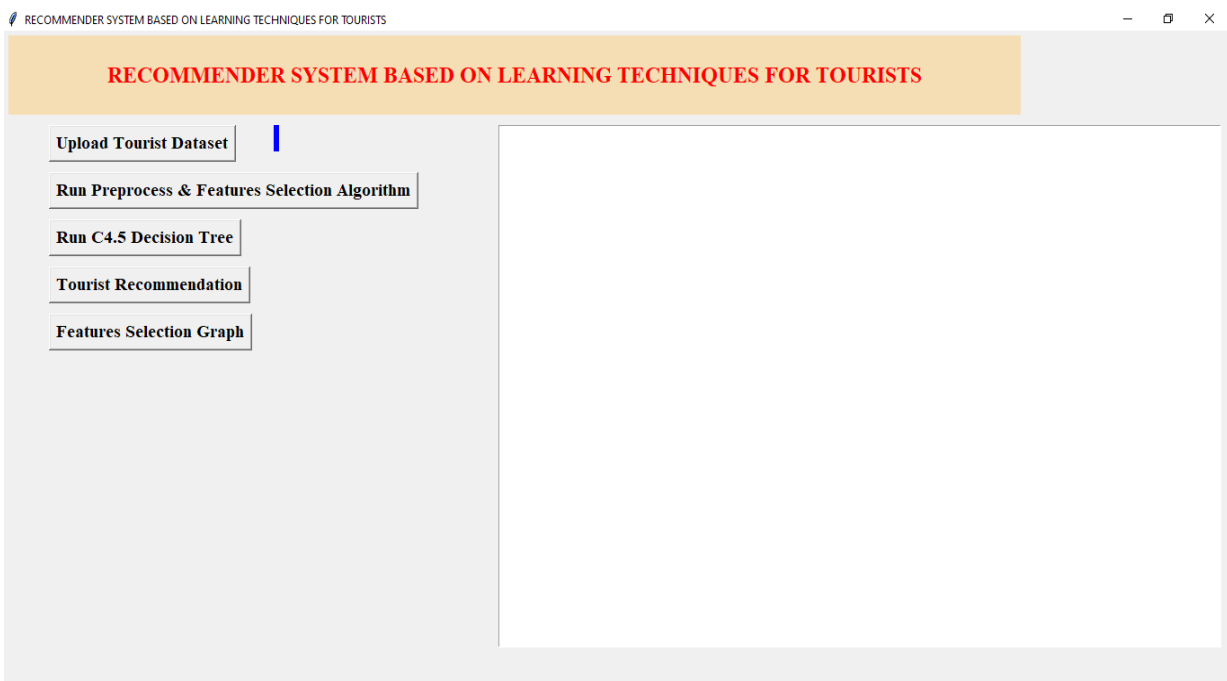 RECOMMENDER SYSTEM BASED ON LEARNING TECHNIQUES FOR TOURISTS
RECOMMENDER SYSTEM BASED ON LEARNING TECHNIQUES FOR TOURISTS
Upload Tourist Dataset
Run Preprocess & Features Selection Algorithm
Run C4.5 Decision Tree
Tourist Recommendation
Features Selection Graph